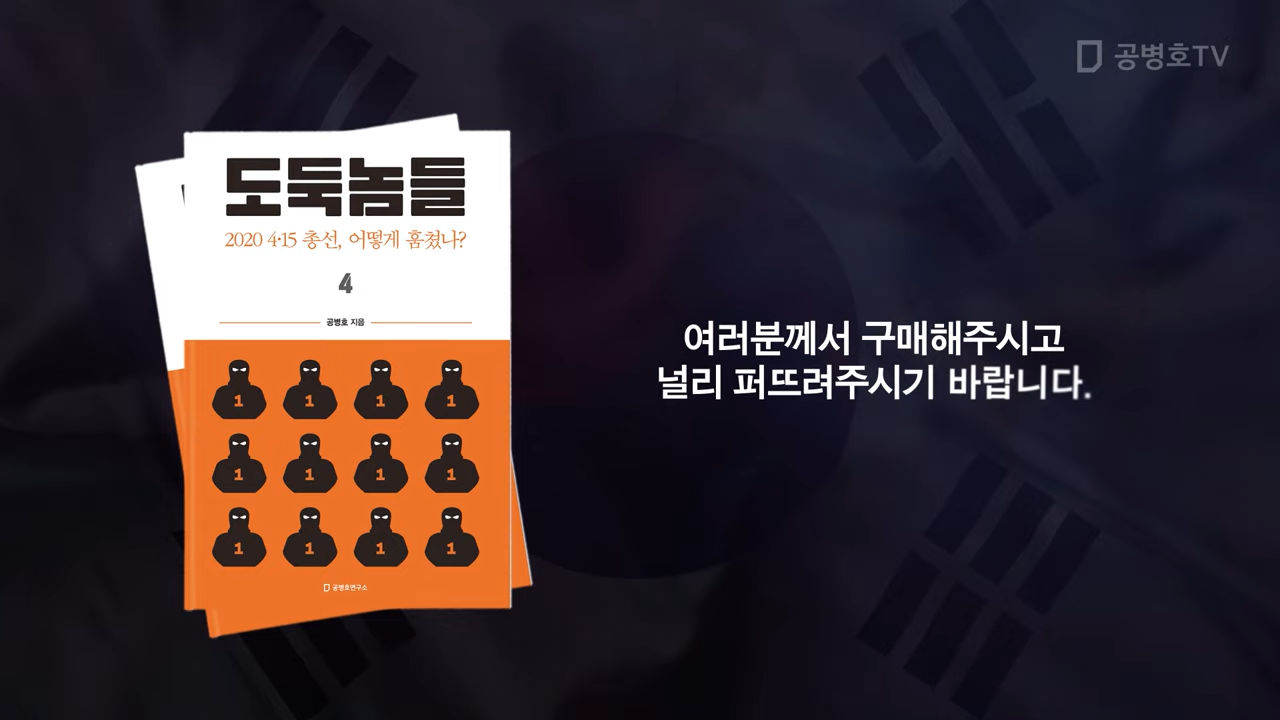 공병호TV
도둑놈들
2020 4·15 총선, 어떻게 훔쳤나?
4
공병호 지음
1 1 1 1
1 1 1 1
1 1 1 1
공병호연구소
여러분께서 구매해주시고
널리 퍼뜨려주시기 바랍니다.